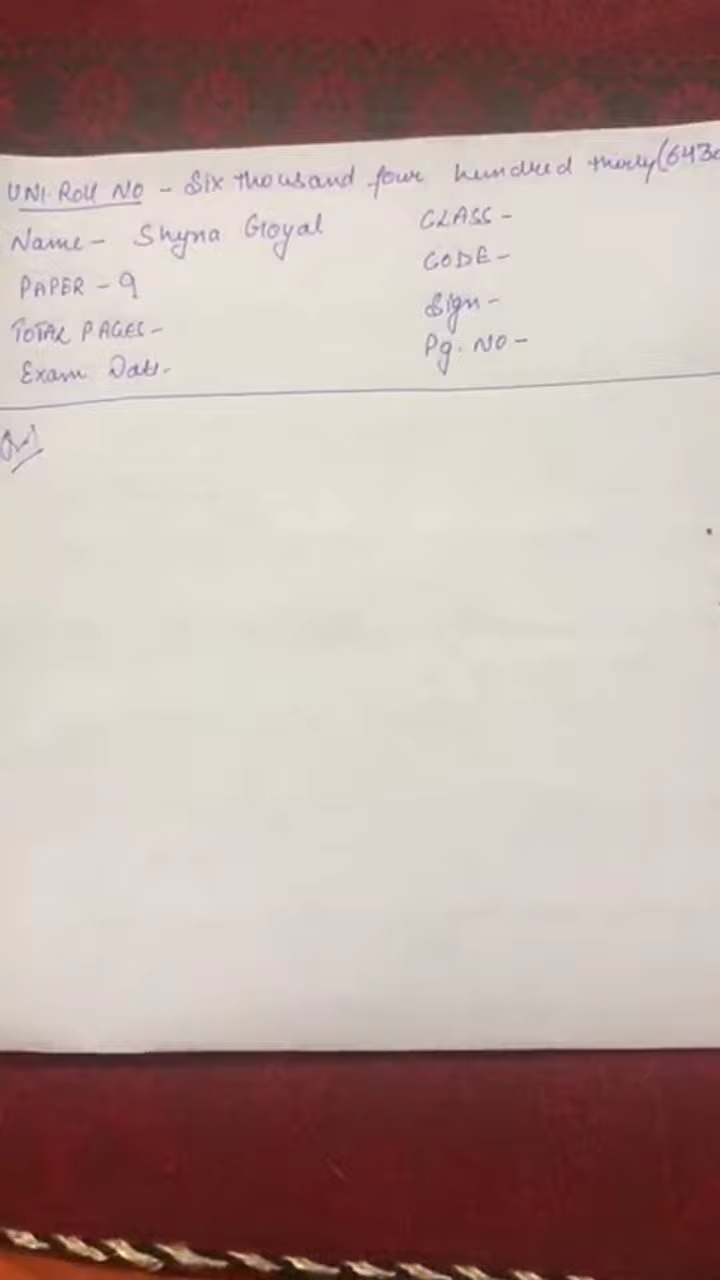 UNI. ROLL NO - Six thousand four hundred thirty (6430
Name - Shyna Goyal
CLASS -
PAPER - 9
CODE -
TOTAL PAGES -
Sign -
Exam Date -
Pg. NO -